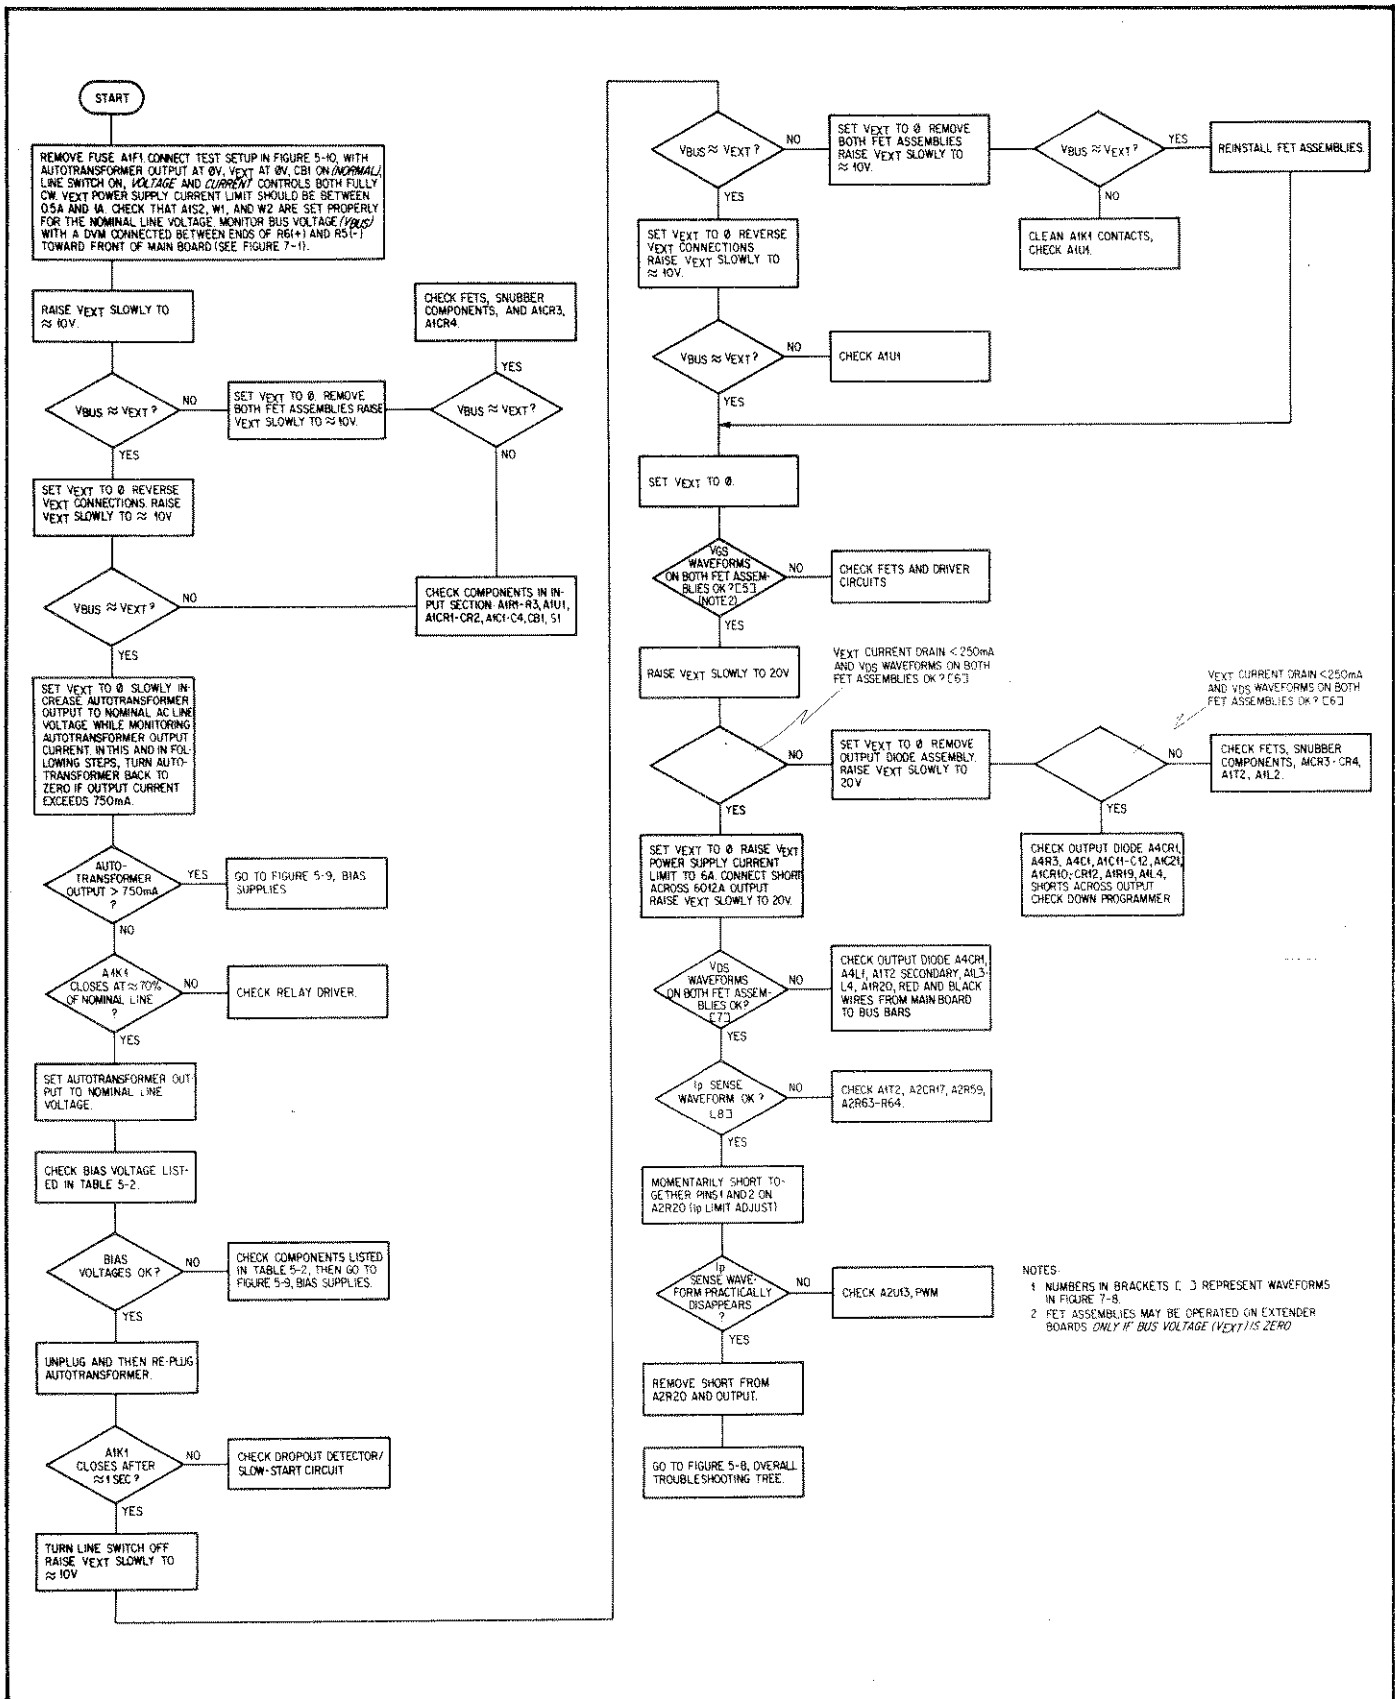 START
REMOVE FUSE A1F1. CONNECT TEST SETUP IN FIGURE 5-10, WITH
AUTOTRANSFORMER OUTPUT AT 0V, VEXT AT 0V, CB1 ON (NORMAL),
LINE SWITCH ON, VOLTAGE AND CURRENT CONTROLS BOTH FULLY
CW. VEXT POWER SUPPLY CURRENT LIMIT SHOULD BE BETWEEN
0.5A AND 1A. CHECK THAT A1S2, W1, AND W2 ARE SET PROPERLY
FOR THE NOMINAL LINE VOLTAGE. MONITOR BUS VOLTAGE (VBUS)
WITH A DVM CONNECTED BETWEEN ENDS OF R6(+) AND R5(-)
TOWARD FRONT OF MAIN BOARD (SEE FIGURE 7-1).
RAISE VEXT SLOWLY TO
≈ 10V.
VBUS ≈ VEXT?
NO
SET VEXT TO 0. REMOVE
BOTH FET ASSEMBLIES RAISE
VEXT SLOWLY TO ≈ 10V.
VBUS ≈ VEXT?
YES
CHECK FETS, SNUBBER
COMPONENTS, AND A1CR3,
A1CR4.
NO
CHECK COMPONENTS IN IN-
PUT SECTION: A1R1-R3, A1U1,
A1CR1-CR2, A1C1-C4, CB1, S1
YES
SET VEXT TO 0 REVERSE
VEXT CONNECTIONS. RAISE
VEXT SLOWLY TO ≈ 10V
VBUS ≈ VEXT?
NO
YES
SET VEXT TO 0 SLOWLY IN-
CREASE AUTOTRANSFORMER
OUTPUT TO NOMINAL AC LINE
VOLTAGE WHILE MONITORING
AUTOTRANSFORMER OUTPUT
CURRENT. IN THIS AND IN FOL-
LOWING STEPS, TURN AUTO-
TRANSFORMER BACK TO
ZERO IF OUTPUT CURRENT
EXCEEDS 750mA.
AUTO-
TRANSFORMER
OUTPUT > 750mA
?
YES
GO TO FIGURE 5-9, BIAS
SUPPLIES
NO
A1K1
CLOSES AT ≈ 70%
OF NOMINAL LINE
?
NO
CHECK RELAY DRIVER.
YES
SET AUTOTRANSFORMER OUT-
PUT TO NOMINAL LINE
VOLTAGE.
CHECK BIAS VOLTAGE LIST-
ED IN TABLE 5-2.
BIAS
VOLTAGES OK?
NO
CHECK COMPONENTS LISTED
IN TABLE 5-2, THEN GO TO
FIGURE 5-9, BIAS SUPPLIES.
YES
UNPLUG AND THEN RE-PLUG
AUTOTRANSFORMER.
A1K1
CLOSES AFTER
≈ 1 SEC?
NO
CHECK DROPOUT DETECTOR/
SLOW-START CIRCUIT
YES
TURN LINE SWITCH OFF
RAISE VEXT SLOWLY TO
≈ 10V
VBUS ≈ VEXT?
NO
SET VEXT TO 0 REMOVE
BOTH FET ASSEMBLIES
RAISE VEXT SLOWLY TO
≈ 10V.
VBUS ≈ VEXT?
YES
REINSTALL FET ASSEMBLIES.
NO
CLEAN A1K1 CONTACTS,
CHECK A1U1.
YES
SET VEXT TO 0 REVERSE
VEXT CONNECTIONS
RAISE VEXT SLOWLY TO
≈ 10V.
VBUS ≈ VEXT?
NO
CHECK A1U1
YES
SET VEXT TO 0.
VGS
WAVEFORMS
ON BOTH FET ASSEM-
BLIES OK? [5]
(NOTE 2)
NO
CHECK FETS AND DRIVER
CIRCUITS
YES
RAISE VEXT SLOWLY TO 20V
VEXT CURRENT DRAIN < 250mA
AND VDS WAVEFORMS ON BOTH
FET ASSEMBLIES OK? [6]
NO
SET VEXT TO 0 REMOVE
OUTPUT DIODE ASSEMBLY.
RAISE VEXT SLOWLY TO
20V
VEXT CURRENT DRAIN <250mA
AND VDS WAVEFORMS ON BOTH
FET ASSEMBLIES OK? [6]
NO
CHECK FETS, SNUBBER
COMPONENTS, A1CR3-CR4,
A1T2, A1L2.
YES
CHECK OUTPUT DIODE A4CR1,
A4R3, A4C1, A1C11-C12, A1C21,
A1CR10-CR12, A1R19, A1L4,
SHORTS ACROSS OUTPUT
CHECK DOWN PROGRAMMER
YES
SET VEXT TO 0 RAISE VEXT
POWER SUPPLY CURRENT
LIMIT TO 6A. CONNECT SHORT
ACROSS 6012A OUTPUT
RAISE VEXT SLOWLY TO 20V.
VDS
WAVEFORMS
ON BOTH FET ASSEM-
BLIES OK?
[7]
NO
CHECK OUTPUT DIODE A4CR1,
A4L1, A1T2 SECONDARY, A1L3-
L4, A1R20, RED AND BLACK
WIRES FROM MAIN BOARD
TO BUS BARS
YES
Ip SENSE
WAVEFORM OK?
[8]
NO
CHECK A1T2, A2CR17, A2R59,
A2R63-R64.
YES
MOMENTARILY SHORT TO-
GETHER PINS 1 AND 2 ON
A2R20 (Ip LIMIT ADJUST)
Ip
SENSE WAVE-
FORM PRACTICALLY
DISAPPEARS
?
NO
CHECK A2U13, PWM
YES
REMOVE SHORT FROM
A2R20 AND OUTPUT.
GO TO FIGURE 5-8, OVERALL
TROUBLESHOOTING TREE.
NOTES:
1 NUMBERS IN BRACKETS [ ] REPRESENT WAVEFORMS
IN FIGURE 7-8.
2 FET ASSEMBLIES MAY BE OPERATED ON EXTENDER
BOARDS ONLY IF BUS VOLTAGE (VEXT) IS ZERO